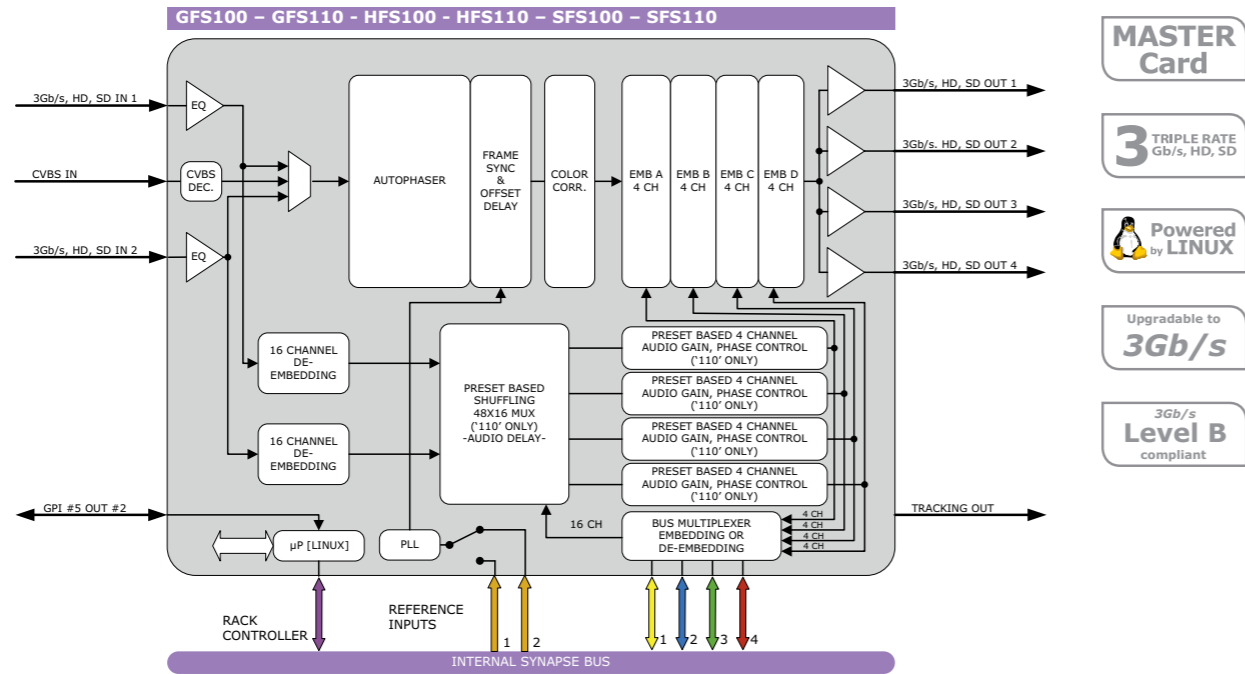 GFS100 – GFS110 - HFS100 - HFS110 – SFS100 – SFS110
3Gb/s, HD, SD IN 1
CVBS IN
3Gb/s, HD, SD IN 2
GPI #5 OUT #2
EQ
CVBS
DEC.
EQ
AUTOPHASER
FRAME
SYNC
&
OFFSET
DELAY
COLOR
CORR.
EMB A
4 CH
EMB B
4 CH
EMB C
4 CH
EMB D
4 CH
3Gb/s, HD, SD OUT 1
3Gb/s, HD, SD OUT 2
3Gb/s, HD, SD OUT 3
3Gb/s, HD, SD OUT 4
16 CHANNEL
DE-
EMBEDDING
16 CHANNEL
DE-
EMBEDDING
PRESET BASED
SHUFFLING
48X16 MUX
(‘110’ ONLY)
-AUDIO DELAY-
PRESET BASED 4 CHANNEL
AUDIO GAIN, PHASE CONTROL
(‘110’ ONLY)
PRESET BASED 4 CHANNEL
AUDIO GAIN, PHASE CONTROL
(‘110’ ONLY)
PRESET BASED 4 CHANNEL
AUDIO GAIN, PHASE CONTROL
(‘110’ ONLY)
PRESET BASED 4 CHANNEL
AUDIO GAIN, PHASE CONTROL
(‘110’ ONLY)
TRACKING OUT
µP [LINUX]
PLL
16 CH
BUS MULTIPLEXER
EMBEDDING OR
DE-EMBEDDING
4 CH
4 CH
4 CH
4 CH
RACK
CONTROLLER
REFERENCE
INPUTS
1
2
1
2
3
4
INTERNAL SYNAPSE BUS
MASTER
Card
3 TRIPLE RATE
Gb/s, HD, SD
Powered
by LINUX
Upgradable to
3Gb/s
3Gb/s
Level B
compliant